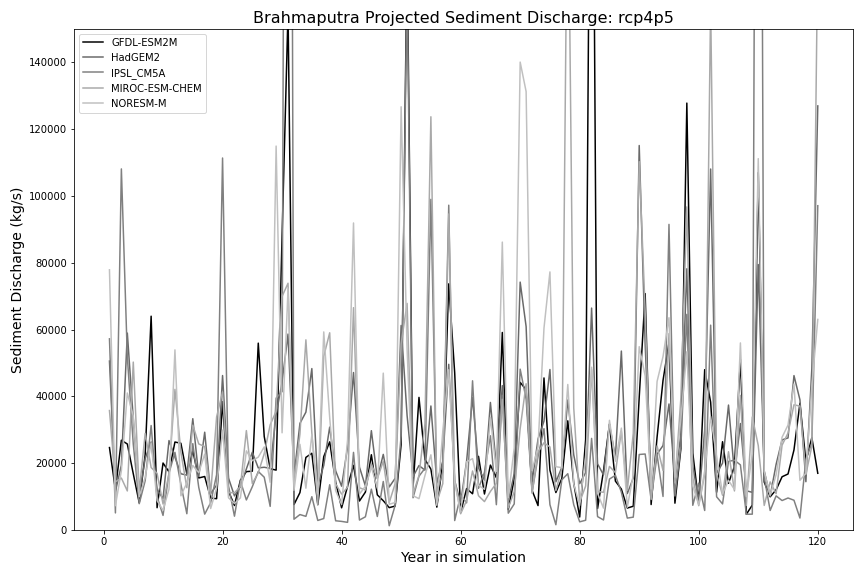 Brahmaputra Projected Sediment Discharge: rcp4p5
GFDL-ESM2M
HadGEM2
IPSL_CM5A
MIROC-ESM-CHEM
NORESM-M
140000
120000
100000
80000
60000
40000
20000
0
Sediment Discharge (kg/s)
0 20 40 60 80 100 120
Year in simulation